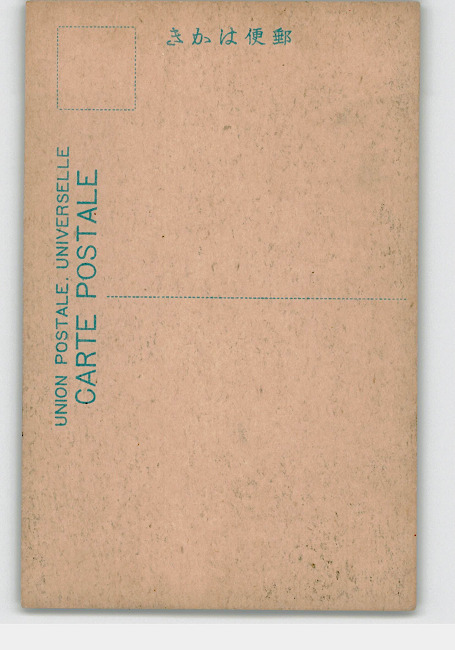 郵便はかき
UNION POSTALE, UNIVERSELLE
CARTE POSTALE